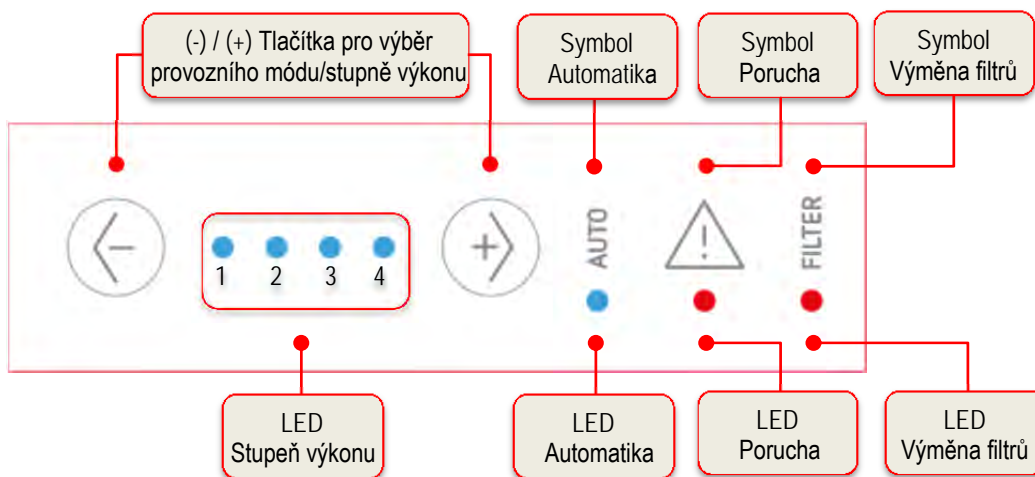 (-) / (+) Tlačítka pro výběr
provozního módu/stupně výkonu
Symbol
Automatika
Symbol
Porucha
Symbol
Výměna filtrů
-
1 2 3 4
+
AUTO
!
FILTER
LED
Stupeň výkonu
LED
Automatika
LED
Porucha
LED
Výměna filtrů